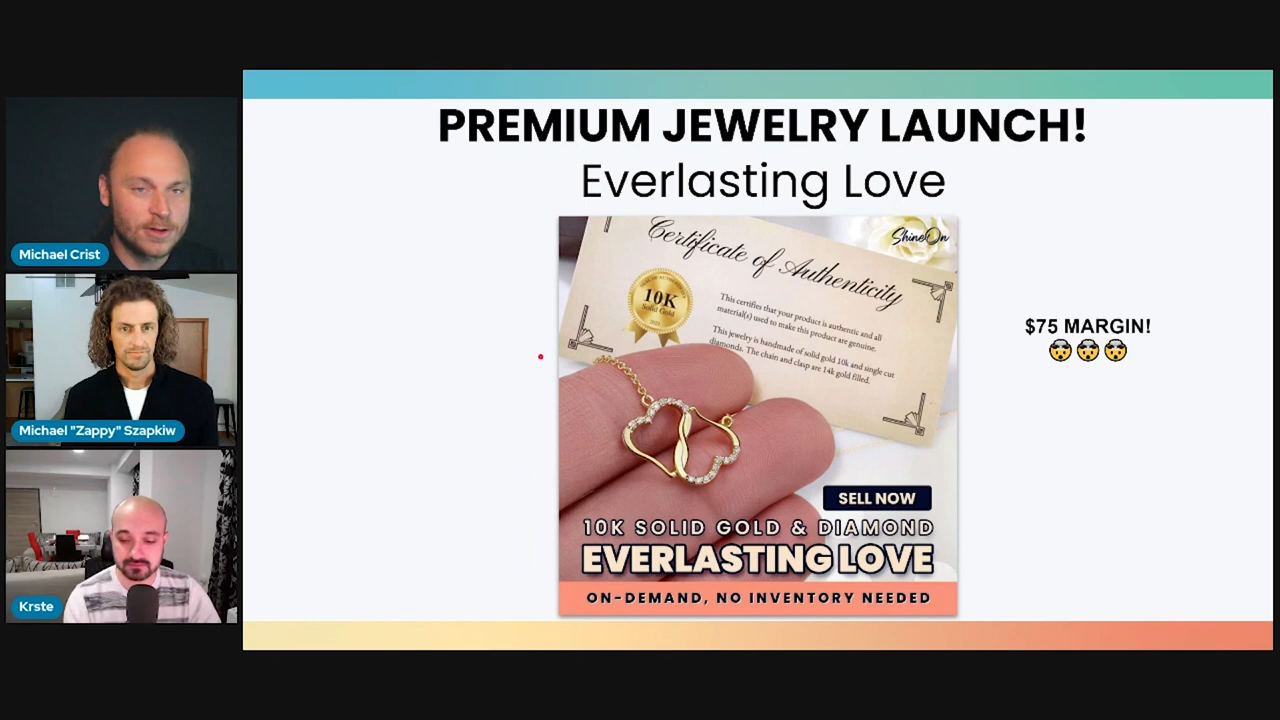 PREMIUM JEWELRY LAUNCH!
Everlasting Love
Michael Crist
Michael "Zappy" Szapkiw
Krste
ShineOn
Certificate of Authenticity
10K
Solid Gold
This certifies that your product is authentic and all
material(s) used to make this product are genuine.
This jewelry is handmade of solid gold 10k and single cut
diamonds. The chain and clasp are 14k gold filled.
SELL NOW
10K SOLID GOLD & DIAMOND
EVERLASTING LOVE
ON-DEMAND, NO INVENTORY NEEDED
$75 MARGIN!
🤯🤯🤯